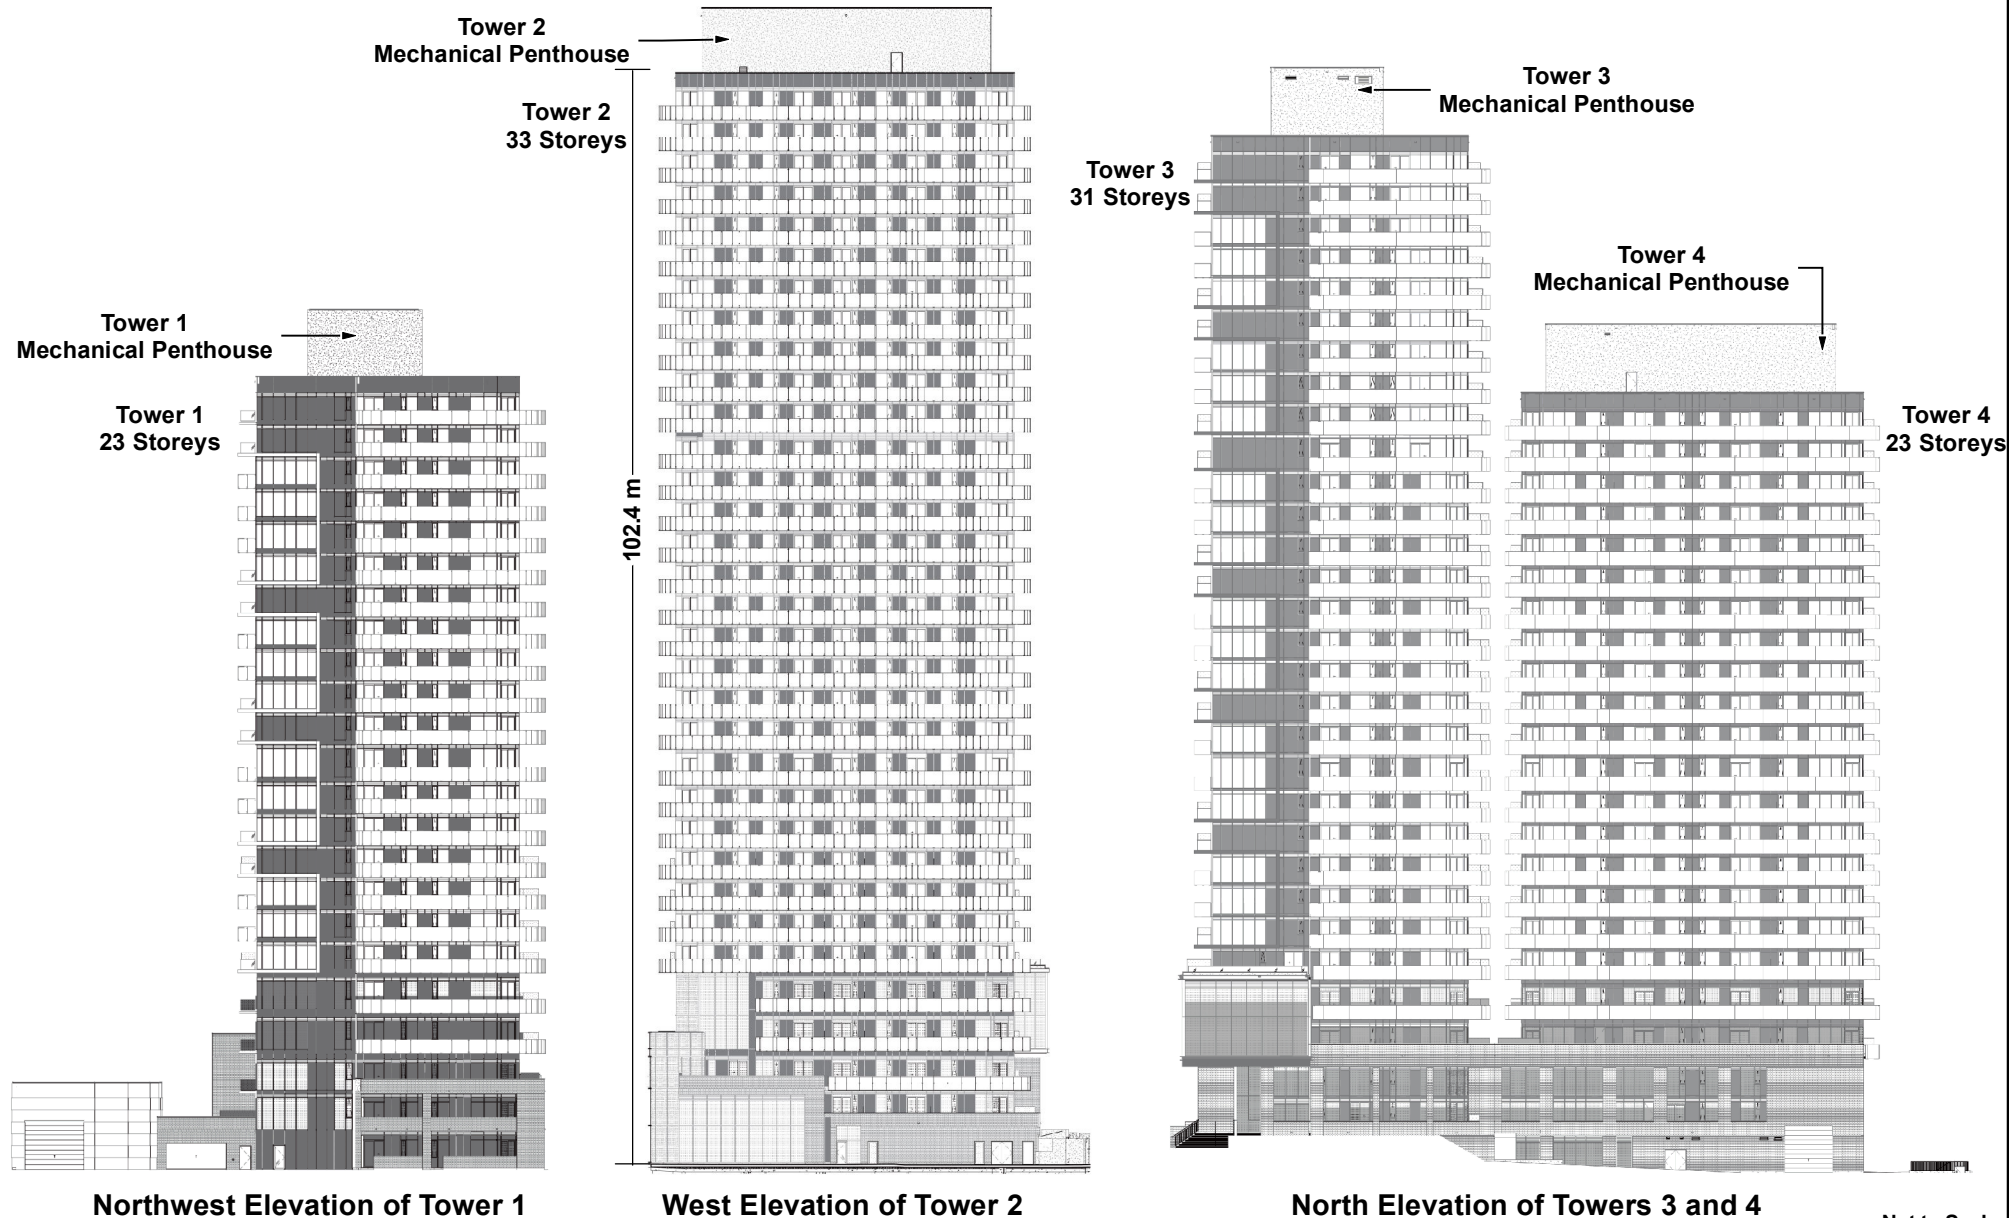 Tower 2
Mechanical Penthouse
Tower 2
33 Storeys
Tower 3
Mechanical Penthouse
Tower 3
31 Storeys
Tower 4
Mechanical Penthouse
Tower 1
Mechanical Penthouse
Tower 1
23 Storeys
Tower 4
23 Storeys
102.4 m
Northwest Elevation of Tower 1
West Elevation of Tower 2
North Elevation of Towers 3 and 4